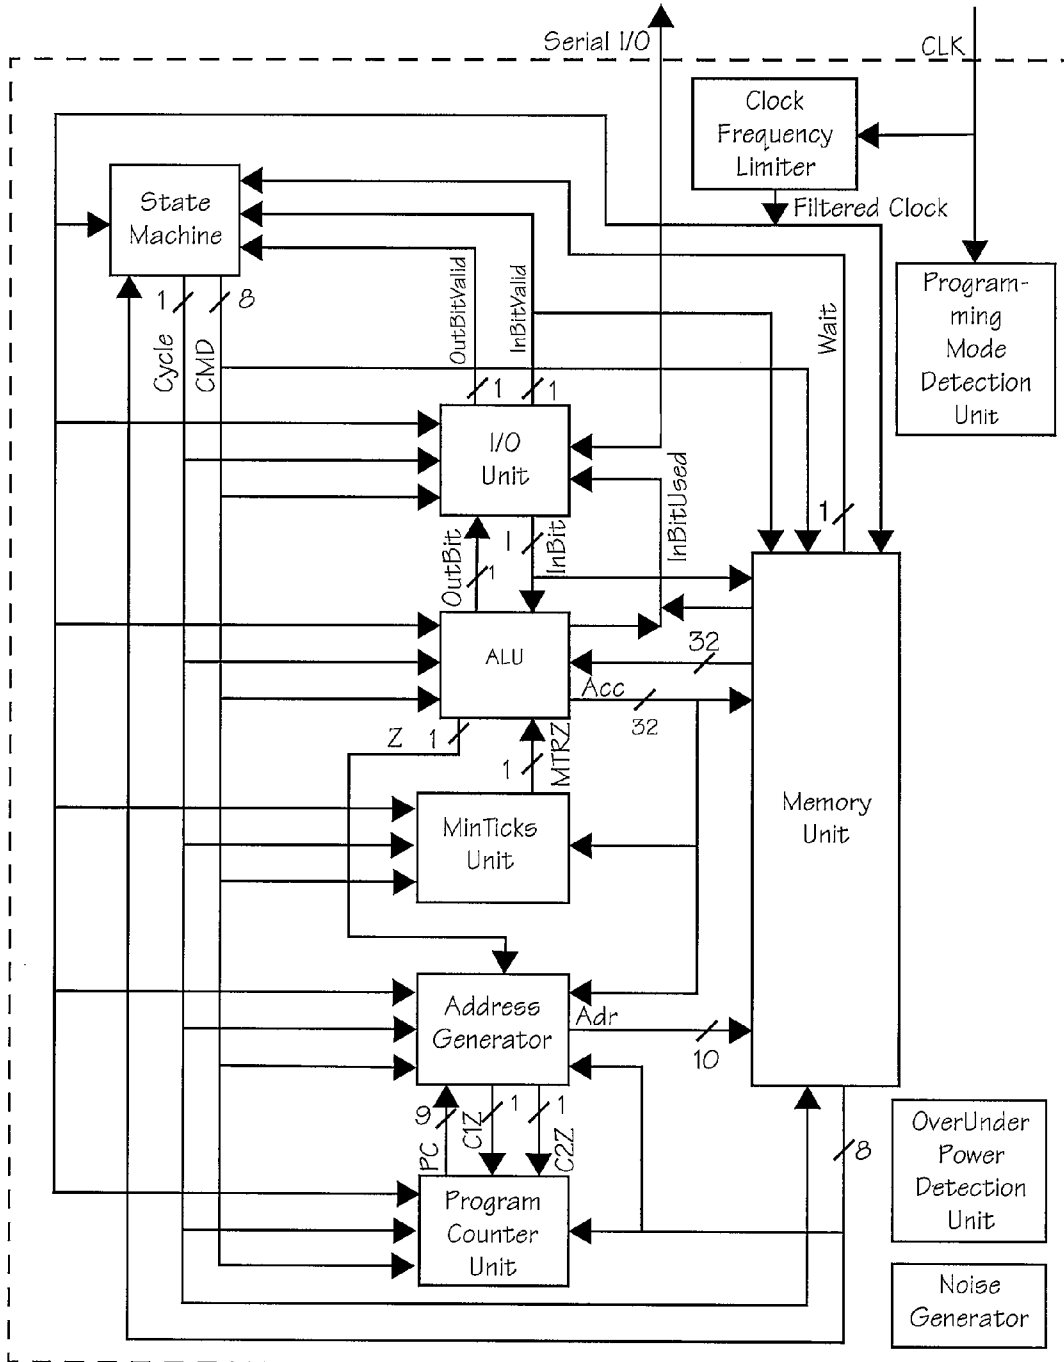 Serial I/O
CLK
Clock
Frequency
Limiter
Filtered Clock
State
Machine
1
8
Cycle
CMD
OutBitValid
InBitValid
1
1
Wait
1
Program-
ming
Mode
Detection
Unit
I/O
Unit
OutBit
1
1
InBit
InBitUsed
ALU
32
Acc
32
Z
1
1
MTRZ
MinTicks
Unit
Memory
Unit
Address
Generator
Adr
10
9
PC
C1Z
1
1
C2Z
8
Program
Counter
Unit
OverUnder
Power
Detection
Unit
Noise
Generator